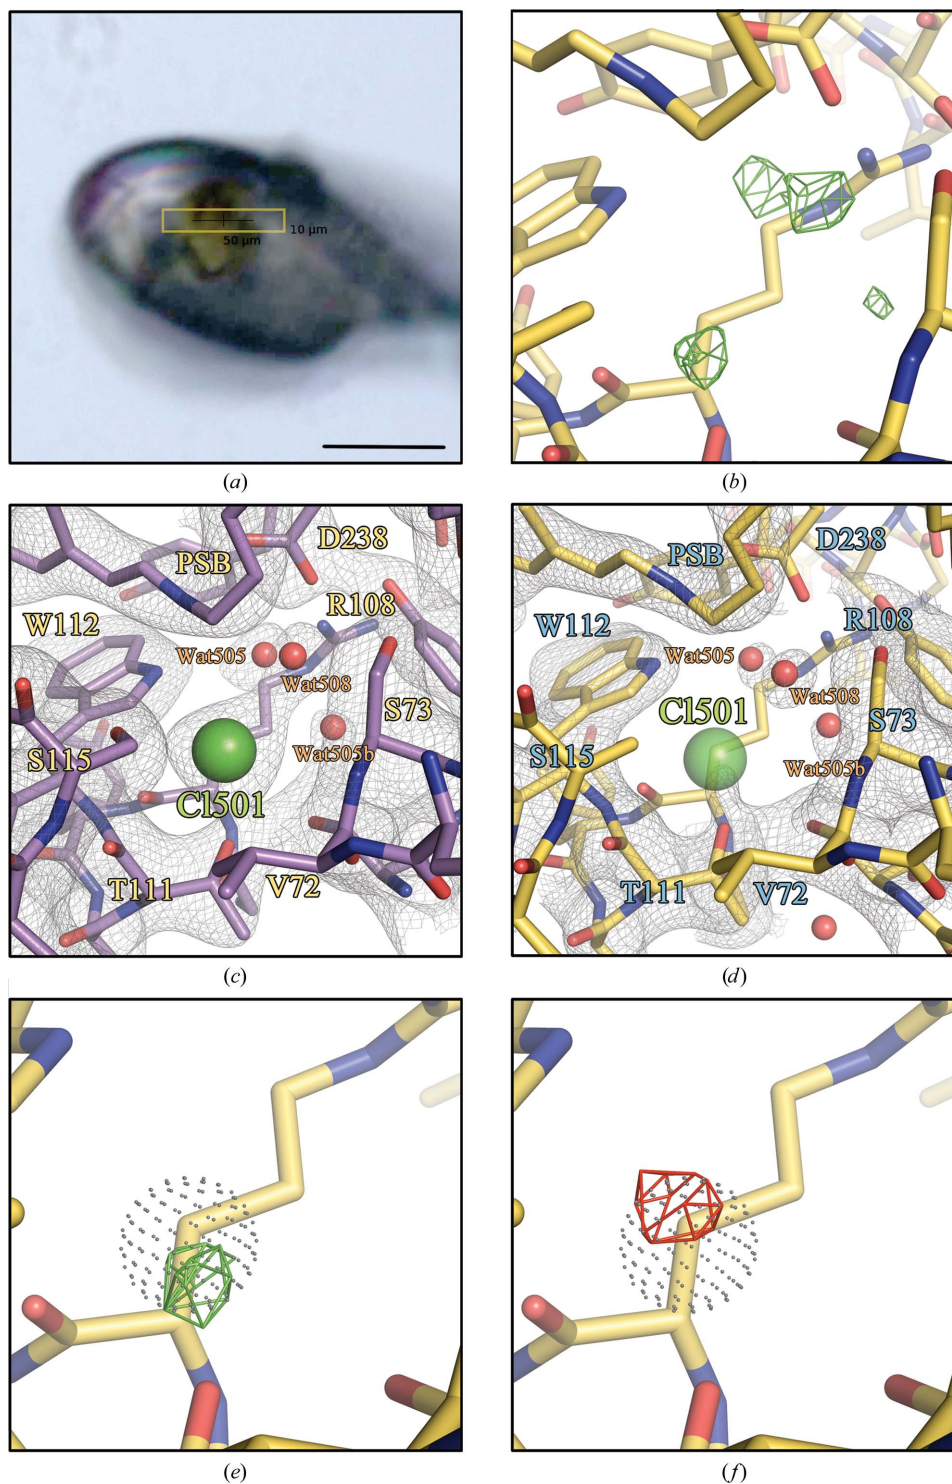 10 μm
50 μm
(a)
(b)
PSB
D238
W112
R108
Wat505
Wat508
S73
S115
Wat505b
Cl501
T111
V72
(c)
PSB
D238
W112
R108
Wat505
Wat508
Cl501
S73
S115
Wat505b
T111
V72
(d)
(e)
(f)